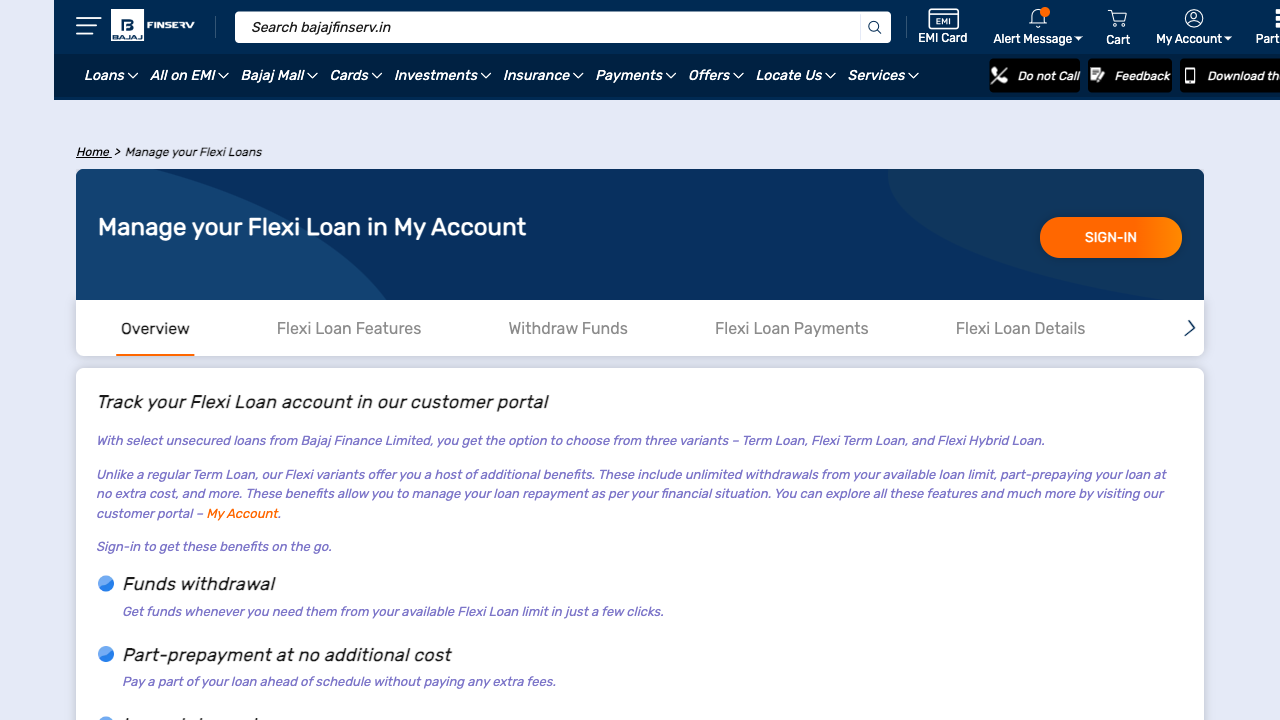 BAJAJ FINSERV
Search bajajfinserv.in
EMI
EMI Card
Alert Message
Cart
My Account
Loans All on EMI Bajaj Mall Cards Investments Insurance Payments Offers Locate Us Services
Do not Call Feedback Download
Home > Manage your Flexi Loans
Manage your Flexi Loan in My Account
SIGN-IN
Overview Flexi Loan Features Withdraw Funds Flexi Loan Payments Flexi Loan Details
Track your Flexi Loan account in our customer portal
With select unsecured loans from Bajaj Finance Limited, you get the option to choose from three variants – Term Loan, Flexi Term Loan, and Flexi Hybrid Loan.
Unlike a regular Term Loan, our Flexi variants offer you a host of additional benefits. These include unlimited withdrawals from your available loan limit, part-prepaying your loan at
no extra cost, and more. These benefits allow you to manage your loan repayment as per your financial situation. You can explore all these features and much more by visiting our
customer portal – My Account.
Sign-in to get these benefits on the go.
Funds withdrawal
Get funds whenever you need them from your available Flexi Loan limit in just a few clicks.
Part-prepayment at no additional cost
Pay a part of your loan ahead of schedule without paying any extra fees.